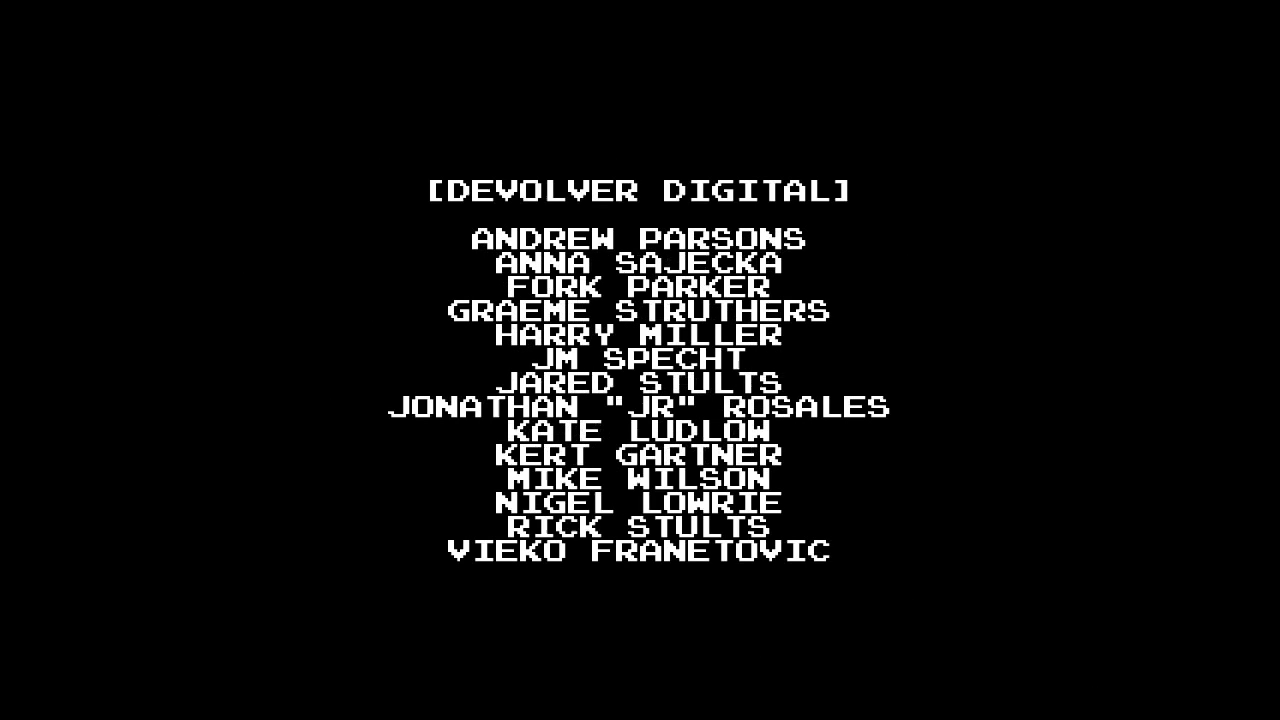 [DEVOLVER DIGITAL]
ANDREW PARSONS
ANNA SAJECKA
FORK PARKER
GRAEME STRUTHERS
HARRY MILLER
JM SPECHT
JARED STULTS
JONATHAN "JR" ROSALES
KATE LUDLOW
KERT GARTNER
MIKE WILSON
NIGEL LOWRIE
RICK STULTS
VIEKO FRANETOVIC